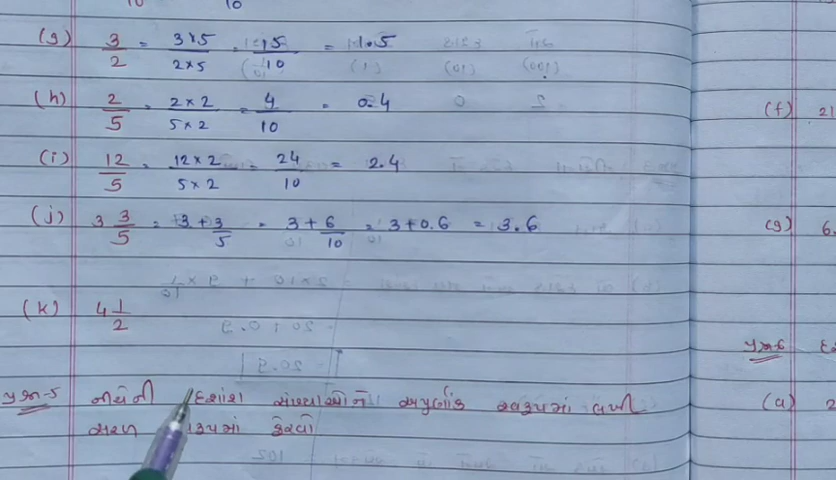 10 10
(g) 3/2 = 3×5/2×5 = 15/10 = 1.5
(h) 2/5 = 2×2/5×2 = 4/10 = 0.4
(i) 12/5 = 12×2/5×2 = 24/10 = 2.4
(j) 3 3/5 = 3+3/5 = 3+6/10 = 3+0.6 = 3.6
(k) 4 1/2
પ્રશ્ન-5 નીચેની દશાંશ સંખ્યાઓને અપૂર્ણાંક સ્વરૂપમાં લખી
સરળ રૂપમાં ફેરવો
(f) 21
(g) 6.
પ્રશ્ન-6
(a) 2